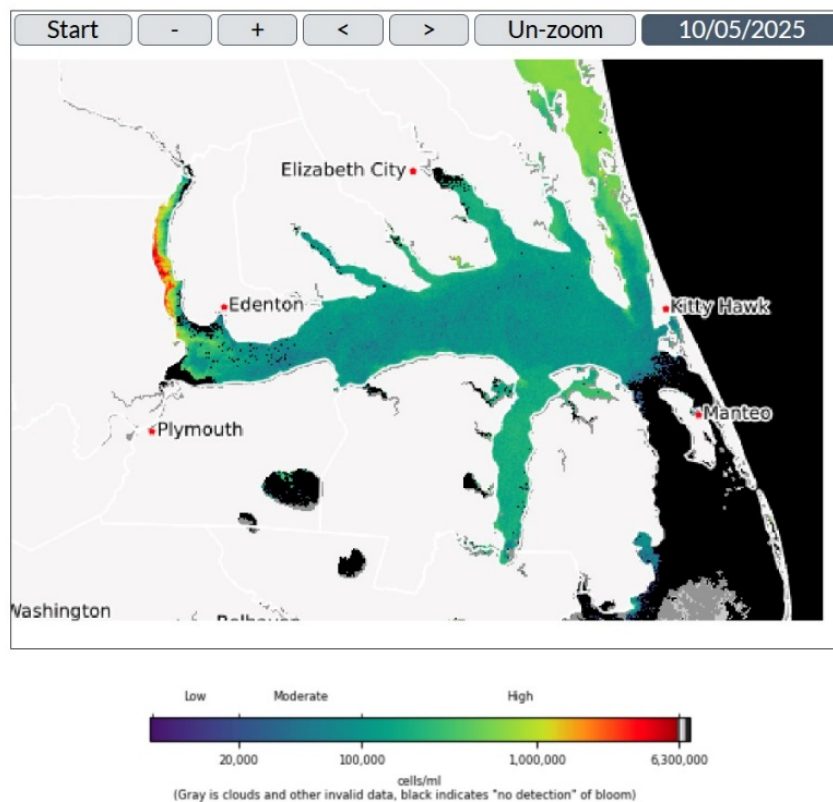 Start - + < > Un-zoom 10/05/2025
Elizabeth City
Edenton
Kitty Hawk
Manteo
Plymouth
Washington
Low Moderate High
20,000 100,000 1,000,000 6,300,000
cells/ml
(Gray is clouds and other invalid data, black indicates "no detection" of bloom)